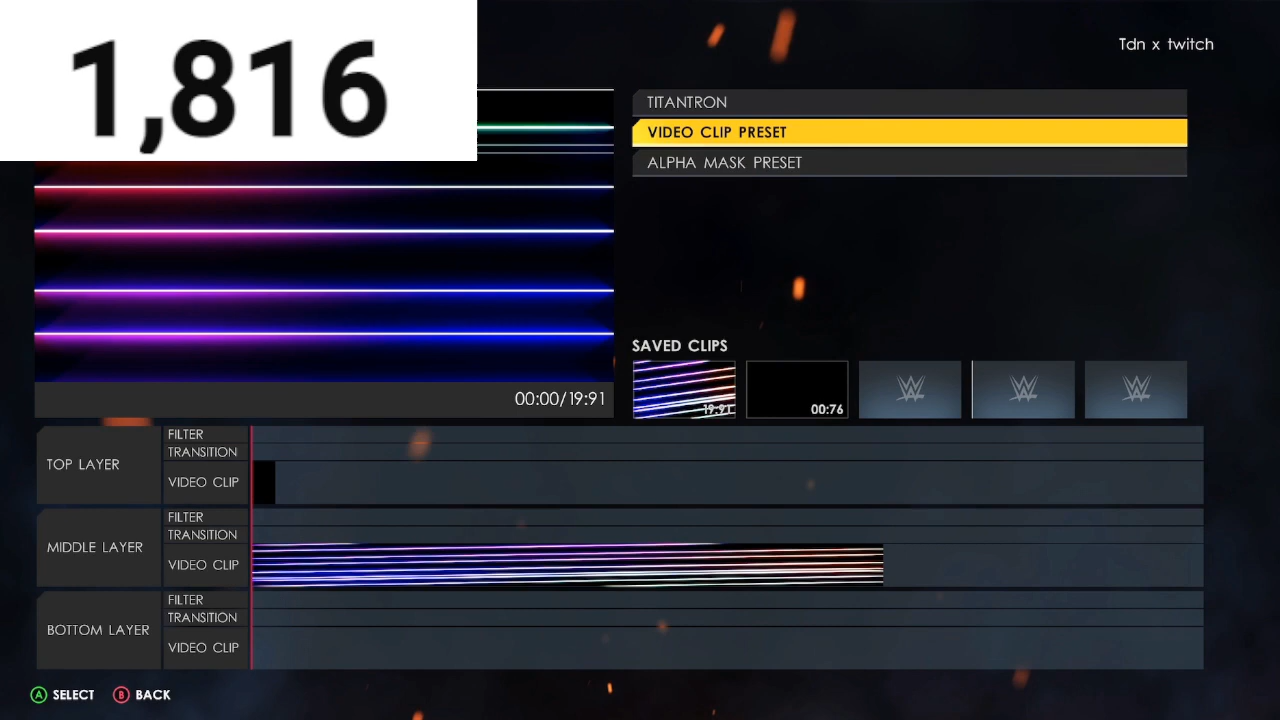 1,816
Tdn x twitch
TITANTRON
VIDEO CLIP PRESET
ALPHA MASK PRESET
00:00/19:91
SAVED CLIPS
19:91
00:76
TOP LAYER
FILTER
TRANSITION
VIDEO CLIP
MIDDLE LAYER
FILTER
TRANSITION
VIDEO CLIP
BOTTOM LAYER
FILTER
TRANSITION
VIDEO CLIP
A SELECT B BACK